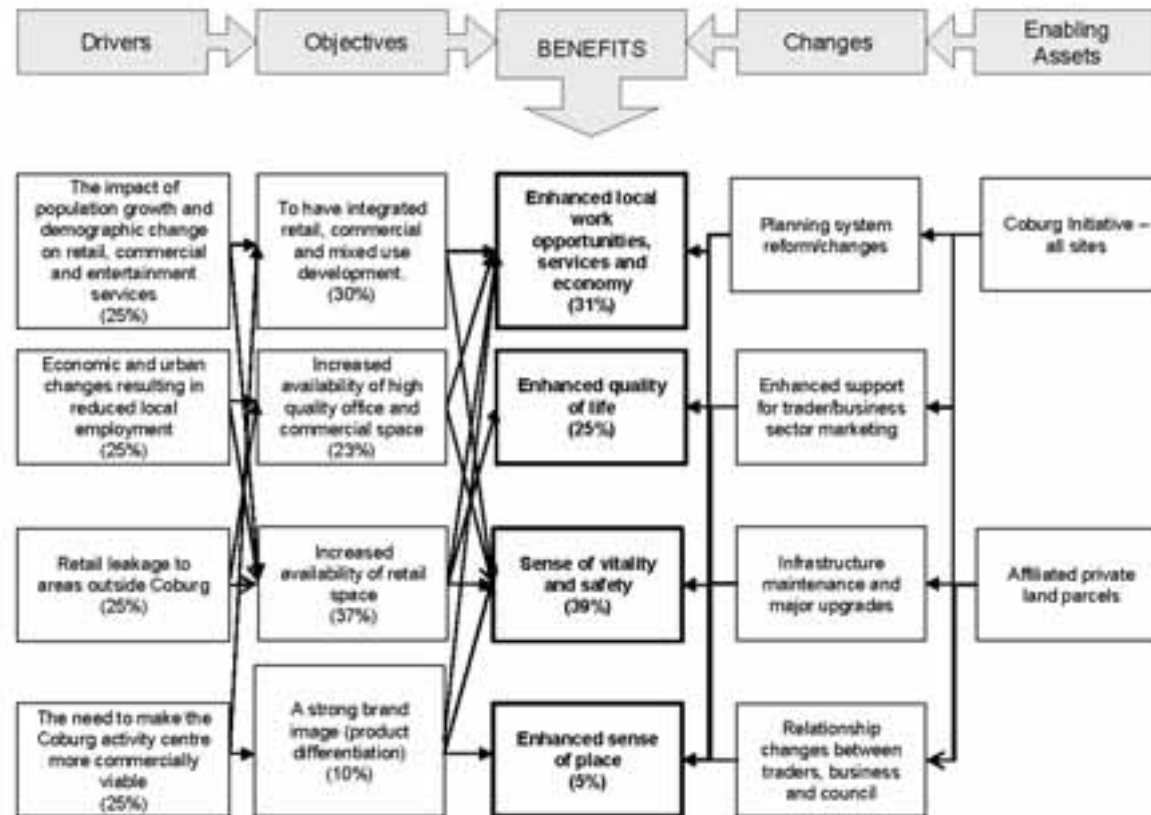 Drivers
Objectives
BENEFITS
Changes
Enabling
Assets
The impact of
population growth and
demographic change
on retail, commercial
and entertainment
services
(25%)
Economic and urban
changes resulting in
reduced local
employment
(25%)
Retail leakage to
areas outside Coburg
(25%)
The need to make the
Coburg activity centre
more commercially
viable
(25%)
To have integrated
retail, commercial
and mixed use
development.
(30%)
Increased
availability of high
quality office and
commercial space
(23%)
Increased
availability of retail
space
(37%)
A strong brand
image (product
differentiation)
(10%)
Enhanced local
work
opportunities,
services and
economy
(31%)
Enhanced quality
of life
(25%)
Sense of vitality
and safety
(39%)
Enhanced sense
of place
(5%)
Planning system
reform/changes
Enhanced support
for trader/business
sector marketing
Infrastructure
maintenance and
major upgrades
Relationship
changes between
traders, business
and council
Coburg Initiative –
all sites
Affiliated private
land parcels